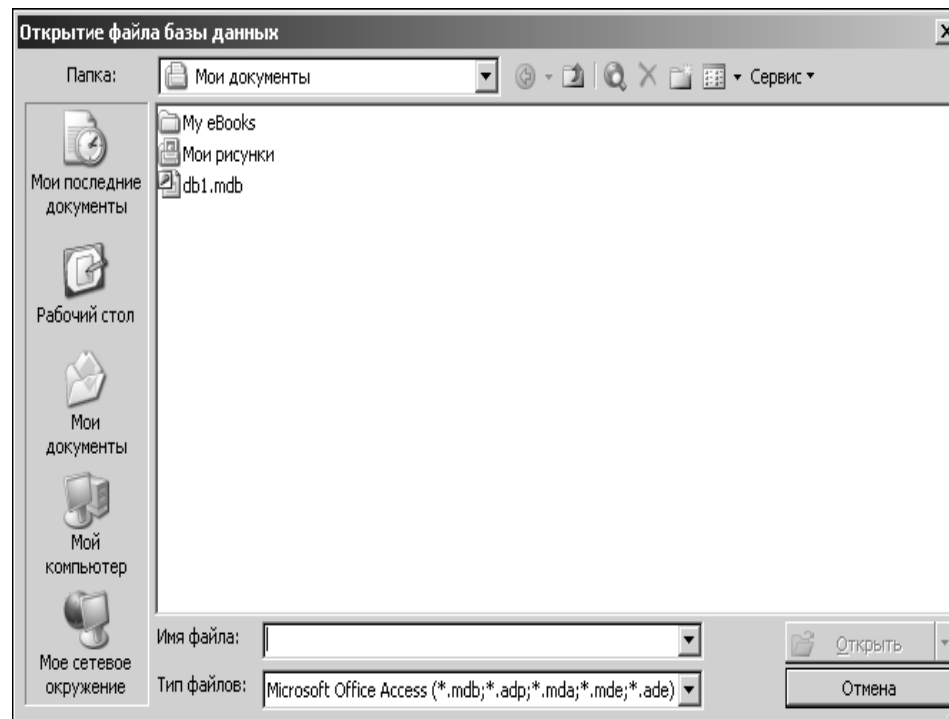 Открытие файла базы данных
Папка:
Мои документы
Сервис
My eBooks
Мои рисунки
db1.mdb
Мои последние
документы
Рабочий стол
Мои
документы
Мой
компьютер
Мое сетевое
окружение
Имя файла:
Открыть
Тип файлов:
Microsoft Office Access (*.mdb;*.adp;*.mda;*.mde;*.ade)
Отмена